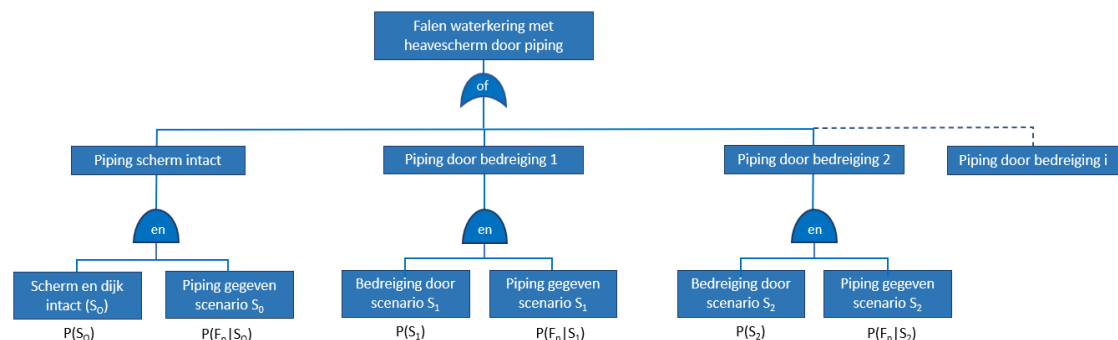 Falen waterkering met
heavescherm door piping
of
Piping scherm intact
Piping door bedreiging 1
Piping door bedreiging 2
Piping door bedreiging i
en
en
en
Scherm en dijk
intact (S₀)
Piping gegeven
scenario S₀
Bedreiging door
scenario S₁
Piping gegeven
scenario S₁
Bedreiging door
scenario S₂
Piping gegeven
scenario S₂
P(S₀)
P(Fₚ|S₀)
P(S₁)
P(Fₚ|S₁)
P(S₂)
P(Fₚ|S₂)